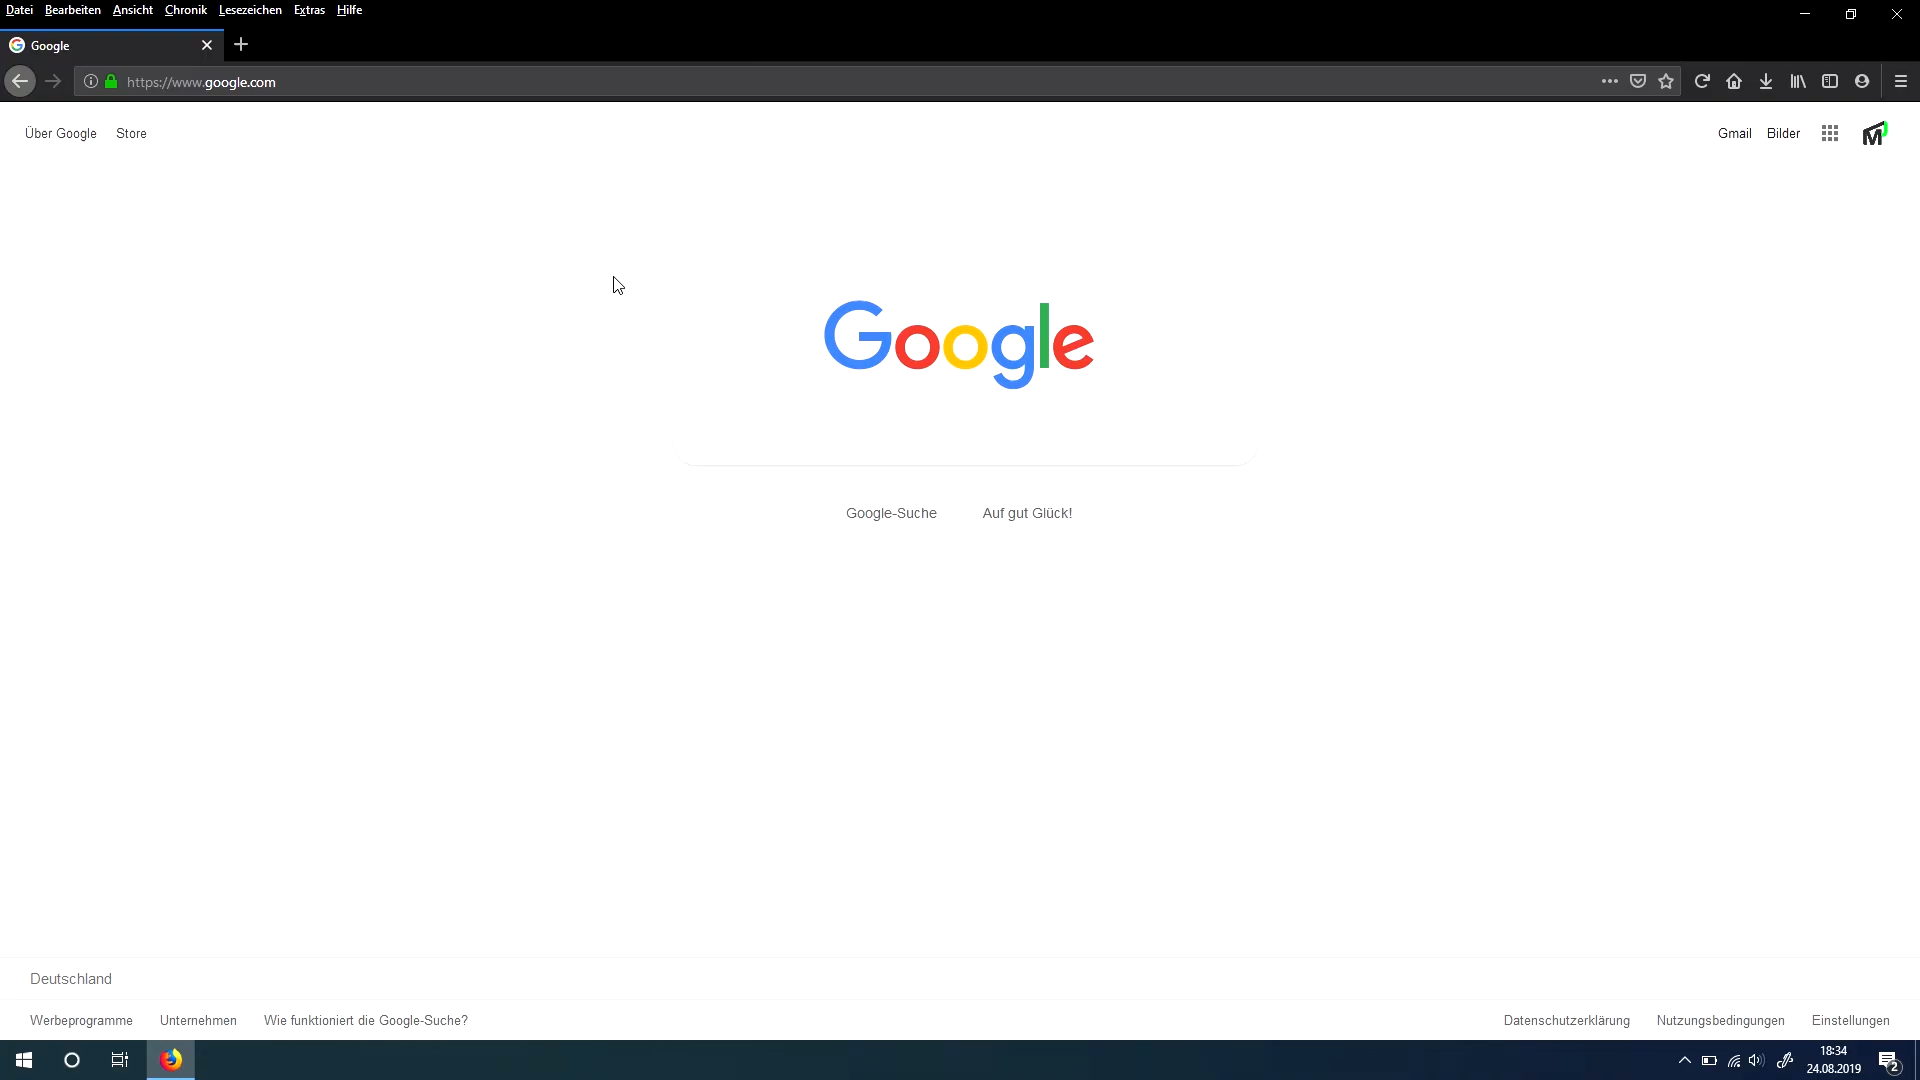 Datei Bearbeiten Ansicht Chronik Lesezeichen Extras Hilfe
Google
https://www.google.com
Über Google Store Gmail Bilder
Google
Google-Suche Auf gut Glück!
Deutschland
Werbeprogramme Unternehmen Wie funktioniert die Google-Suche? Datenschutzerklärung Nutzungsbedingungen Einstellungen
18:34
24.08.2019
2